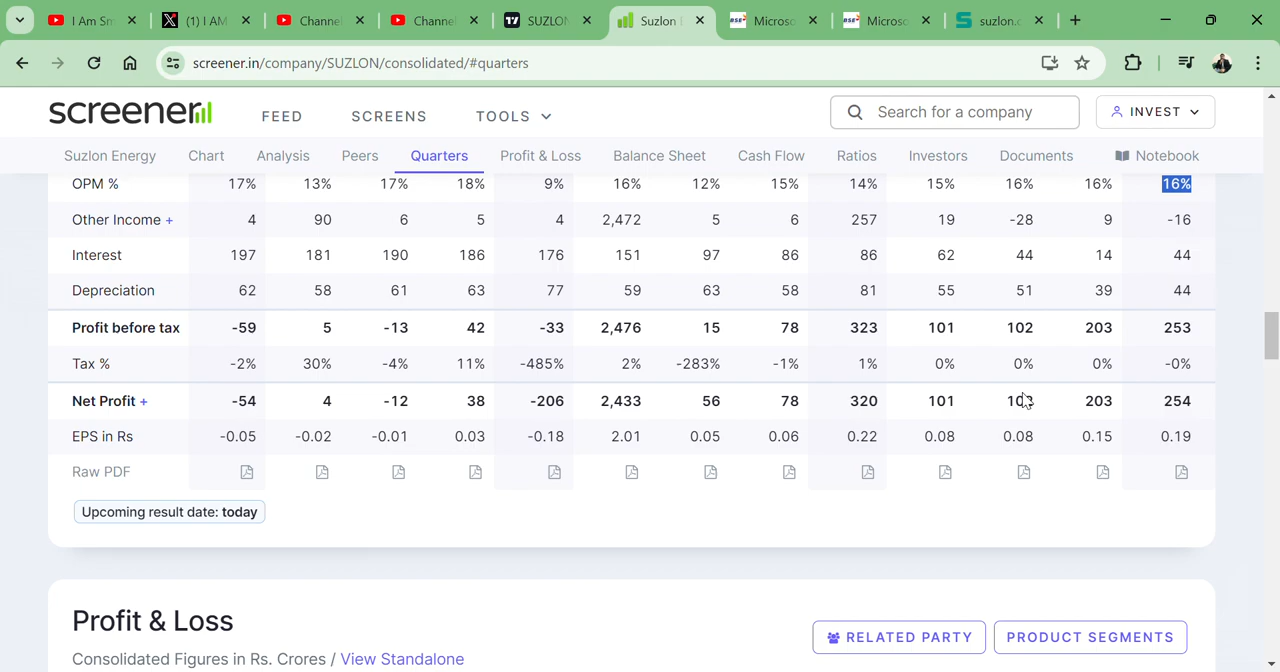 I Am Sm
(1) I AM
Channel
Channel
SUZLON
Suzlon
Microso
Microso
suzlon.c
screener.in/company/SUZLON/consolidated/#quarters
screener
FEED SCREENS TOOLS
Search for a company
INVEST
Suzlon Energy Chart Analysis Peers Quarters Profit & Loss Balance Sheet Cash Flow Ratios Investors Documents Notebook
OPM % 17% 13% 17% 18% 9% 16% 12% 15% 14% 15% 16% 16% 16%
Other Income + 4 90 6 5 4 2,472 5 6 257 19 -28 9 -16
Interest 197 181 190 186 176 151 97 86 86 62 44 14 44
Depreciation 62 58 61 63 77 59 63 58 81 55 51 39 44
Profit before tax -59 5 -13 42 -33 2,476 15 78 323 101 102 203 253
Tax % -2% 30% -4% 11% -485% 2% -283% -1% 1% 0% 0% 0% -0%
Net Profit + -54 4 -12 38 -206 2,433 56 78 320 101 203 254
EPS in Rs -0.05 -0.02 -0.01 0.03 -0.18 2.01 0.05 0.06 0.22 0.08 0.08 0.15 0.19
Raw PDF
Upcoming result date: today
Profit & Loss
RELATED PARTY PRODUCT SEGMENTS
Consolidated Figures in Rs. Crores / View Standalone